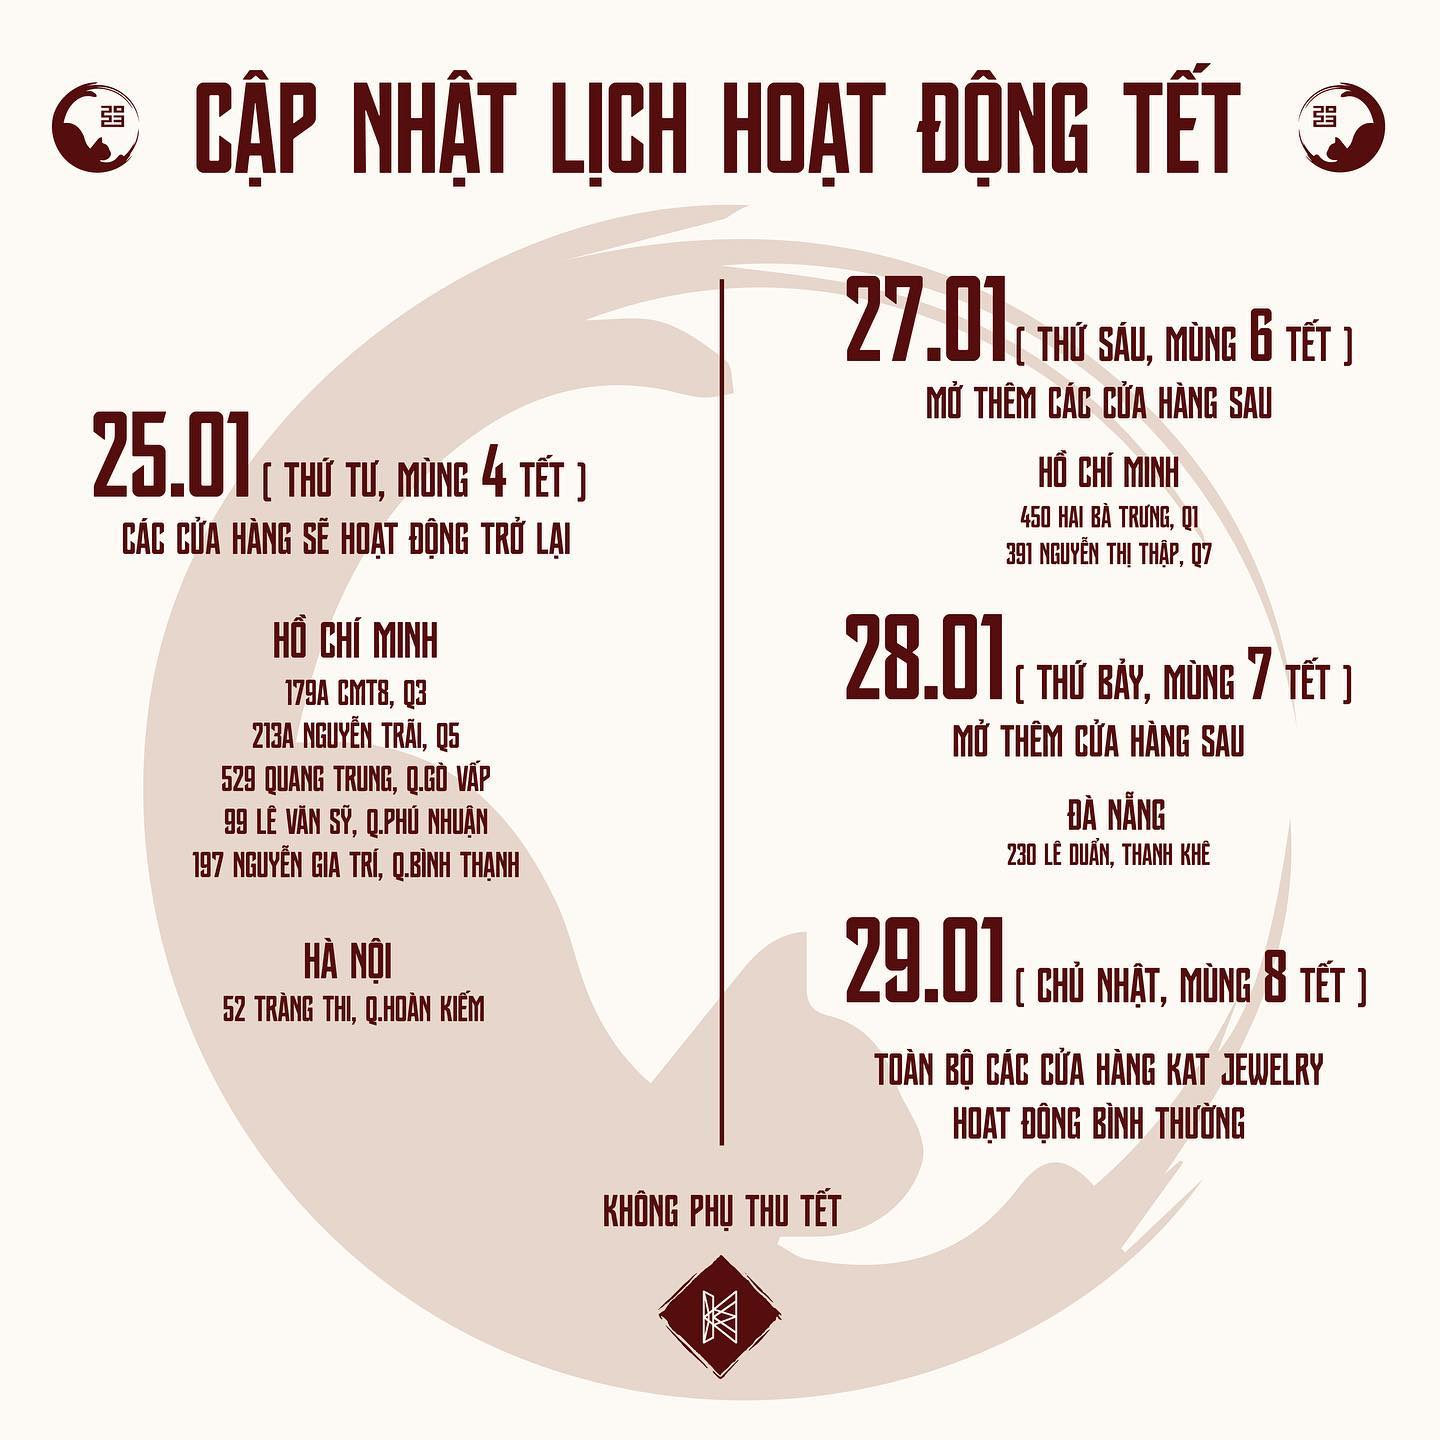 CẬP NHẬT LỊCH HOẠT ĐỘNG TẾT
25.01 ( THỨ TƯ, MÙNG 4 TẾT )
CÁC CỬA HÀNG SẼ HOẠT ĐỘNG TRỞ LẠI
HỒ CHÍ MINH
179A CMT8, Q3
213A NGUYỄN TRÃI, Q5
529 QUANG TRUNG, Q.GÒ VẤP
99 LÊ VĂN SỸ, Q.PHÚ NHUẬN
197 NGUYỄN GIA TRÍ, Q.BÌNH THẠNH
HÀ NỘI
52 TRÀNG THI, Q.HOÀN KIẾM
27.01 ( THỨ SÁU, MÙNG 6 TẾT )
MỞ THÊM CÁC CỬA HÀNG SAU
HỒ CHÍ MINH
450 HAI BÀ TRƯNG, Q1
391 NGUYỄN THỊ THẬP, Q7
28.01 ( THỨ BẢY, MÙNG 7 TẾT )
MỞ THÊM CỬA HÀNG SAU
ĐÀ NẴNG
230 LÊ DUẨN, THANH KHÊ
29.01 ( CHỦ NHẬT, MÙNG 8 TẾT )
TOÀN BỘ CÁC CỬA HÀNG KAT JEWELRY
HOẠT ĐỘNG BÌNH THƯỜNG
KHÔNG PHỤ THU TẾT